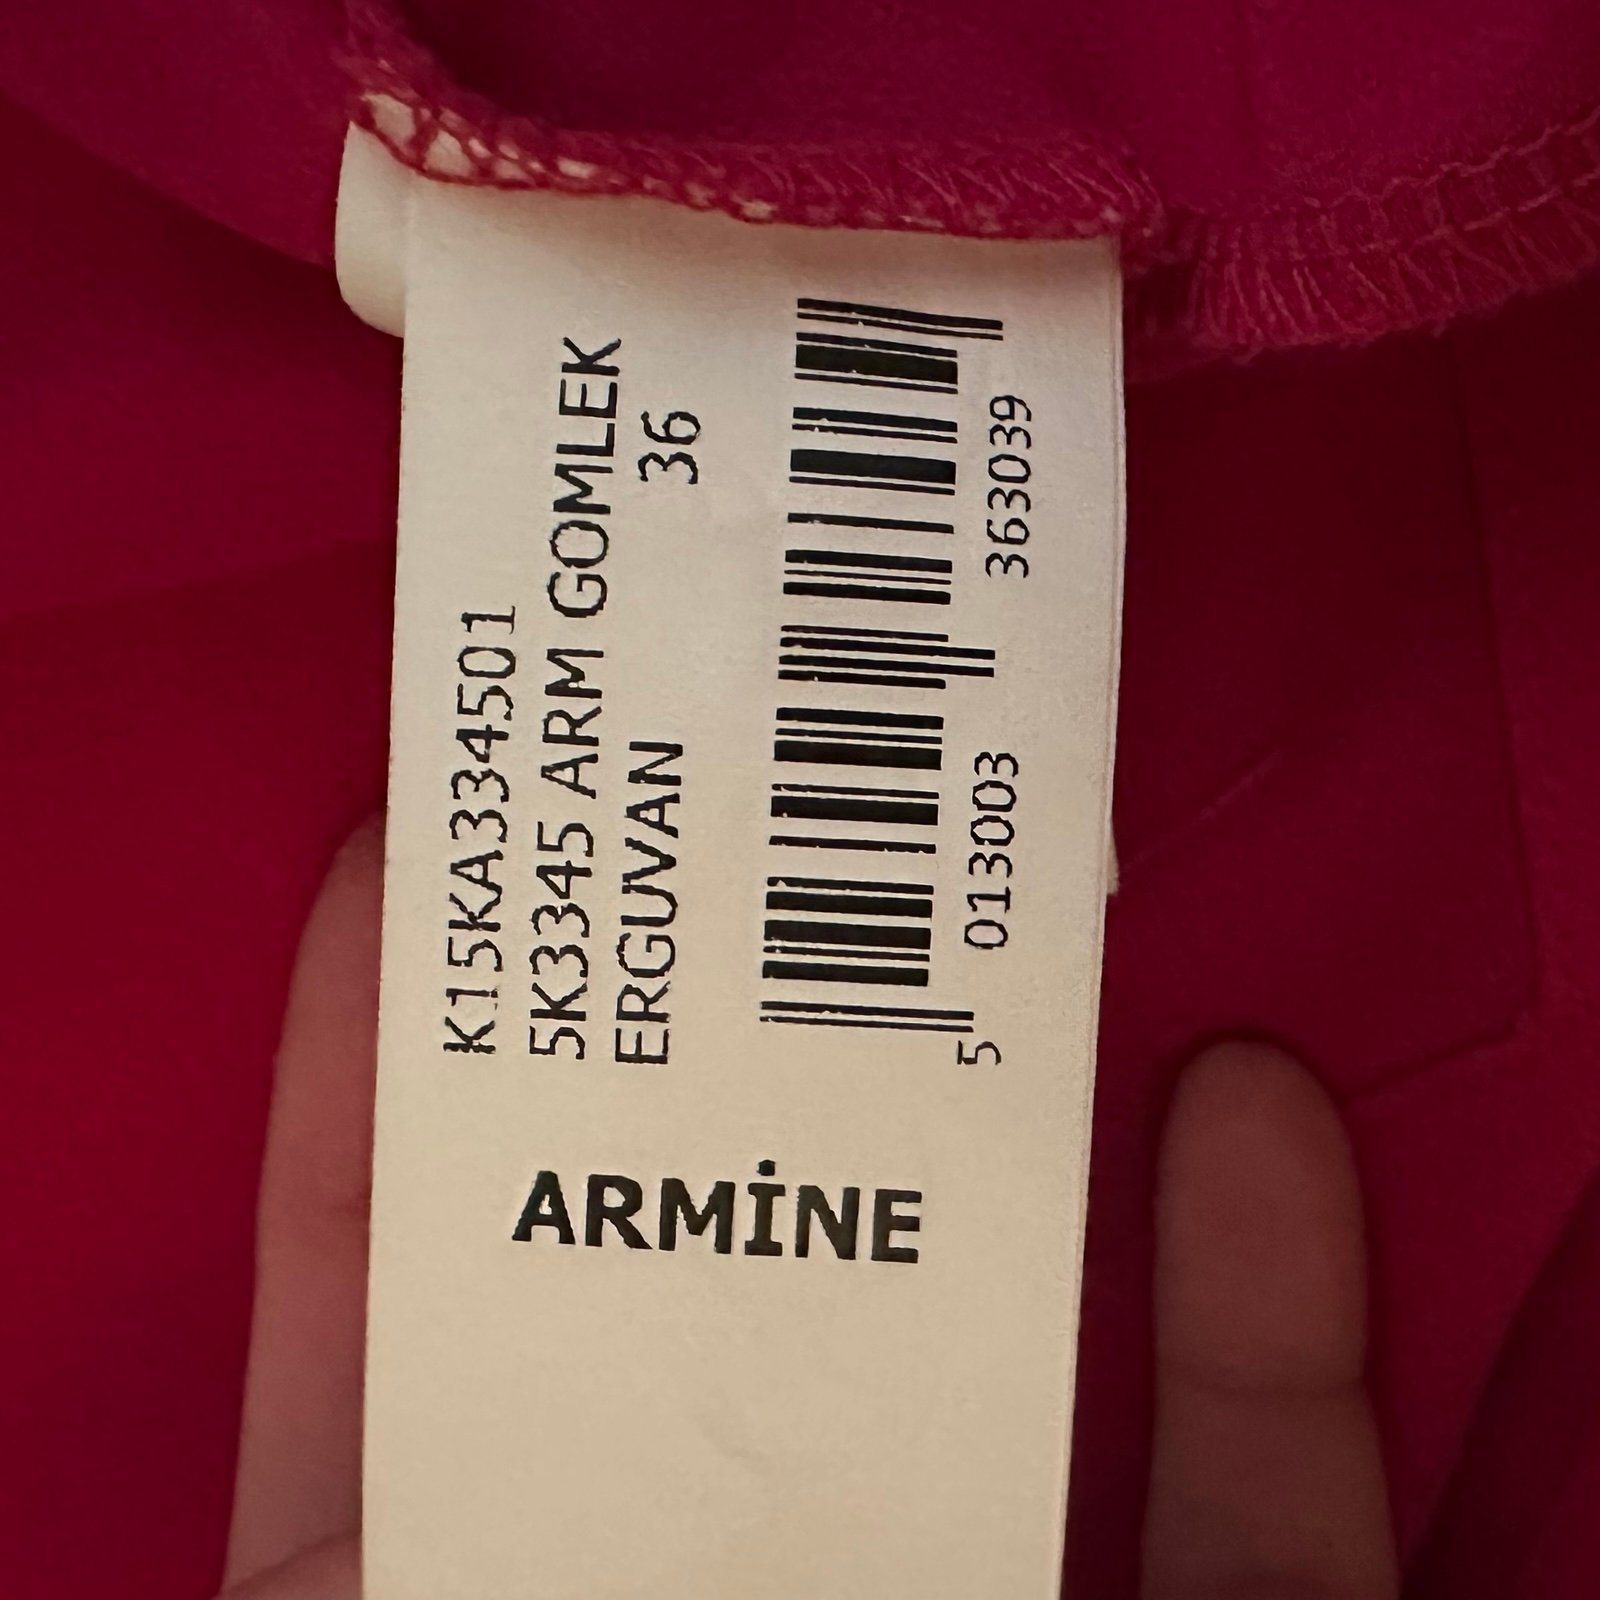 K15KA334501
5K3345 ARM GOMLEK
ERGUVAN 36
5 013003 363039
ARMİNE